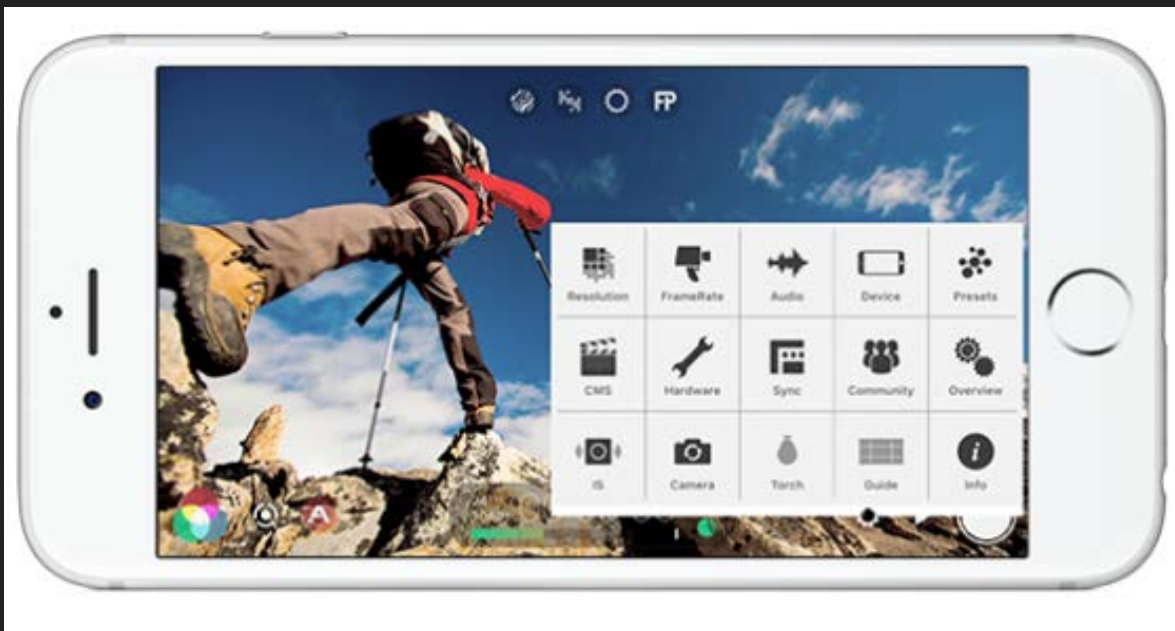 FP
Resolution FrameRate Audio Device Presets
CMS Hardware Sync Community Overview
IS Camera Torch Guide Info
A